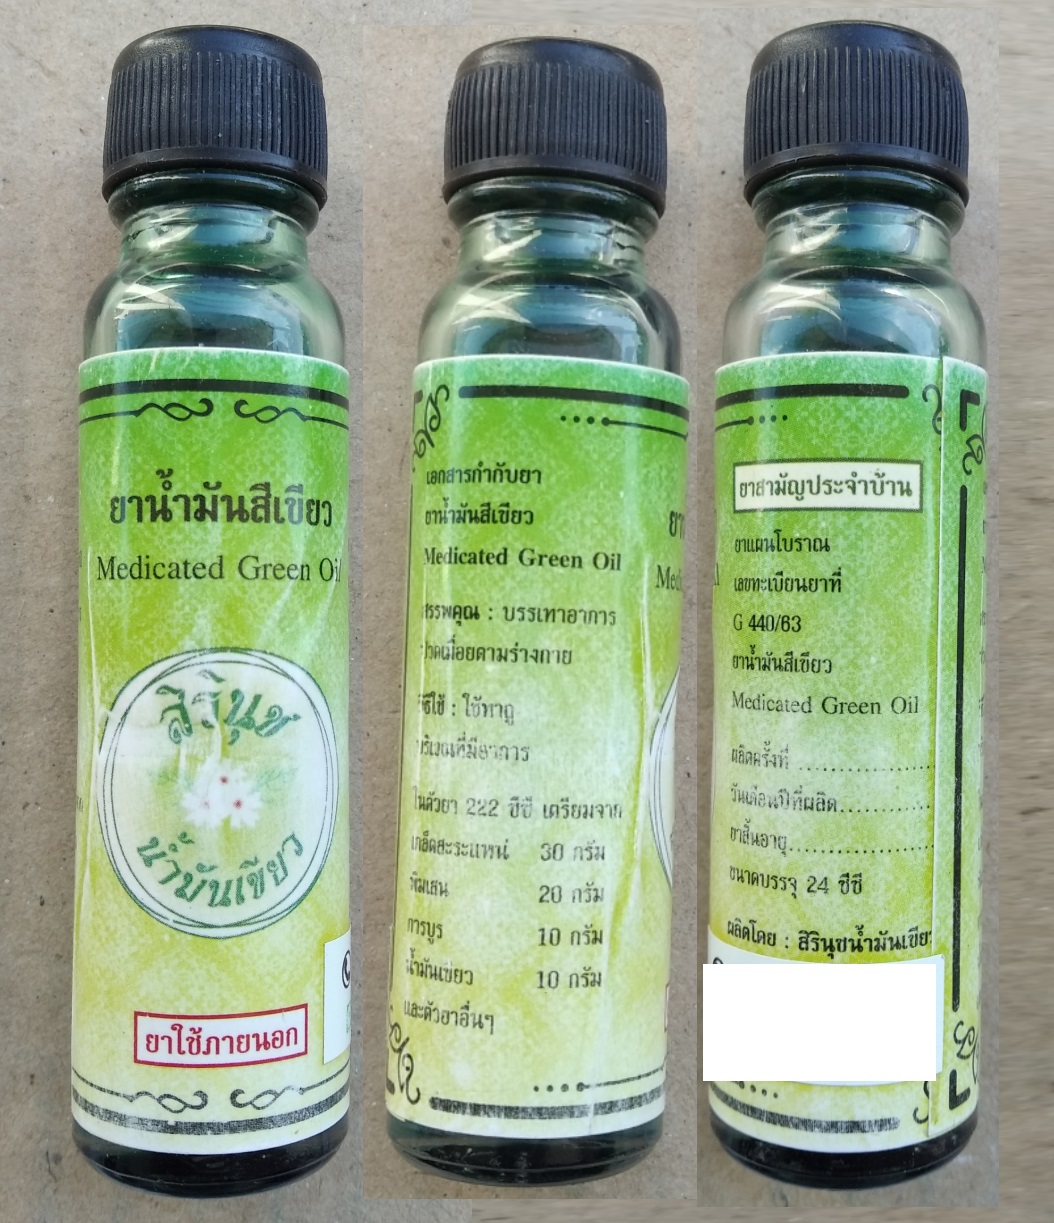 ยาน้ำมันสีเขียว
Medicated Green Oil
สิรินุช
น้ำมันเขียว
ยาใช้ภายนอก
เอกสารกำกับยา
ยาน้ำมันสีเขียว
Medicated Green Oil
สรรพคุณ : บรรเทาอาการ
ปวดเมื่อยตามร่างกาย
วิธีใช้ : ใช้ทาถู
บริเวณที่มีอาการ
ในตัวยา 222 ซีซี เตรียมจาก
เกล็ดสะระแหน่ 30 กรัม
พิมเสน 20 กรัม
การบูร 10 กรัม
น้ำมันเขียว 10 กรัม
และตัวยาอื่นๆ
ยาสามัญประจำบ้าน
ยาแผนโบราณ
เลขทะเบียนยาที่
G 440/63
ยาน้ำมันสีเขียว
Medicated Green Oil
ผลิตครั้งที่ ....................
วันเดือนปีที่ผลิต..............
ยาสิ้นอายุ.....................
ขนาดบรรจุ 24 ซีซี
ผลิตโดย : สิรินุชน้ำมันเขียว